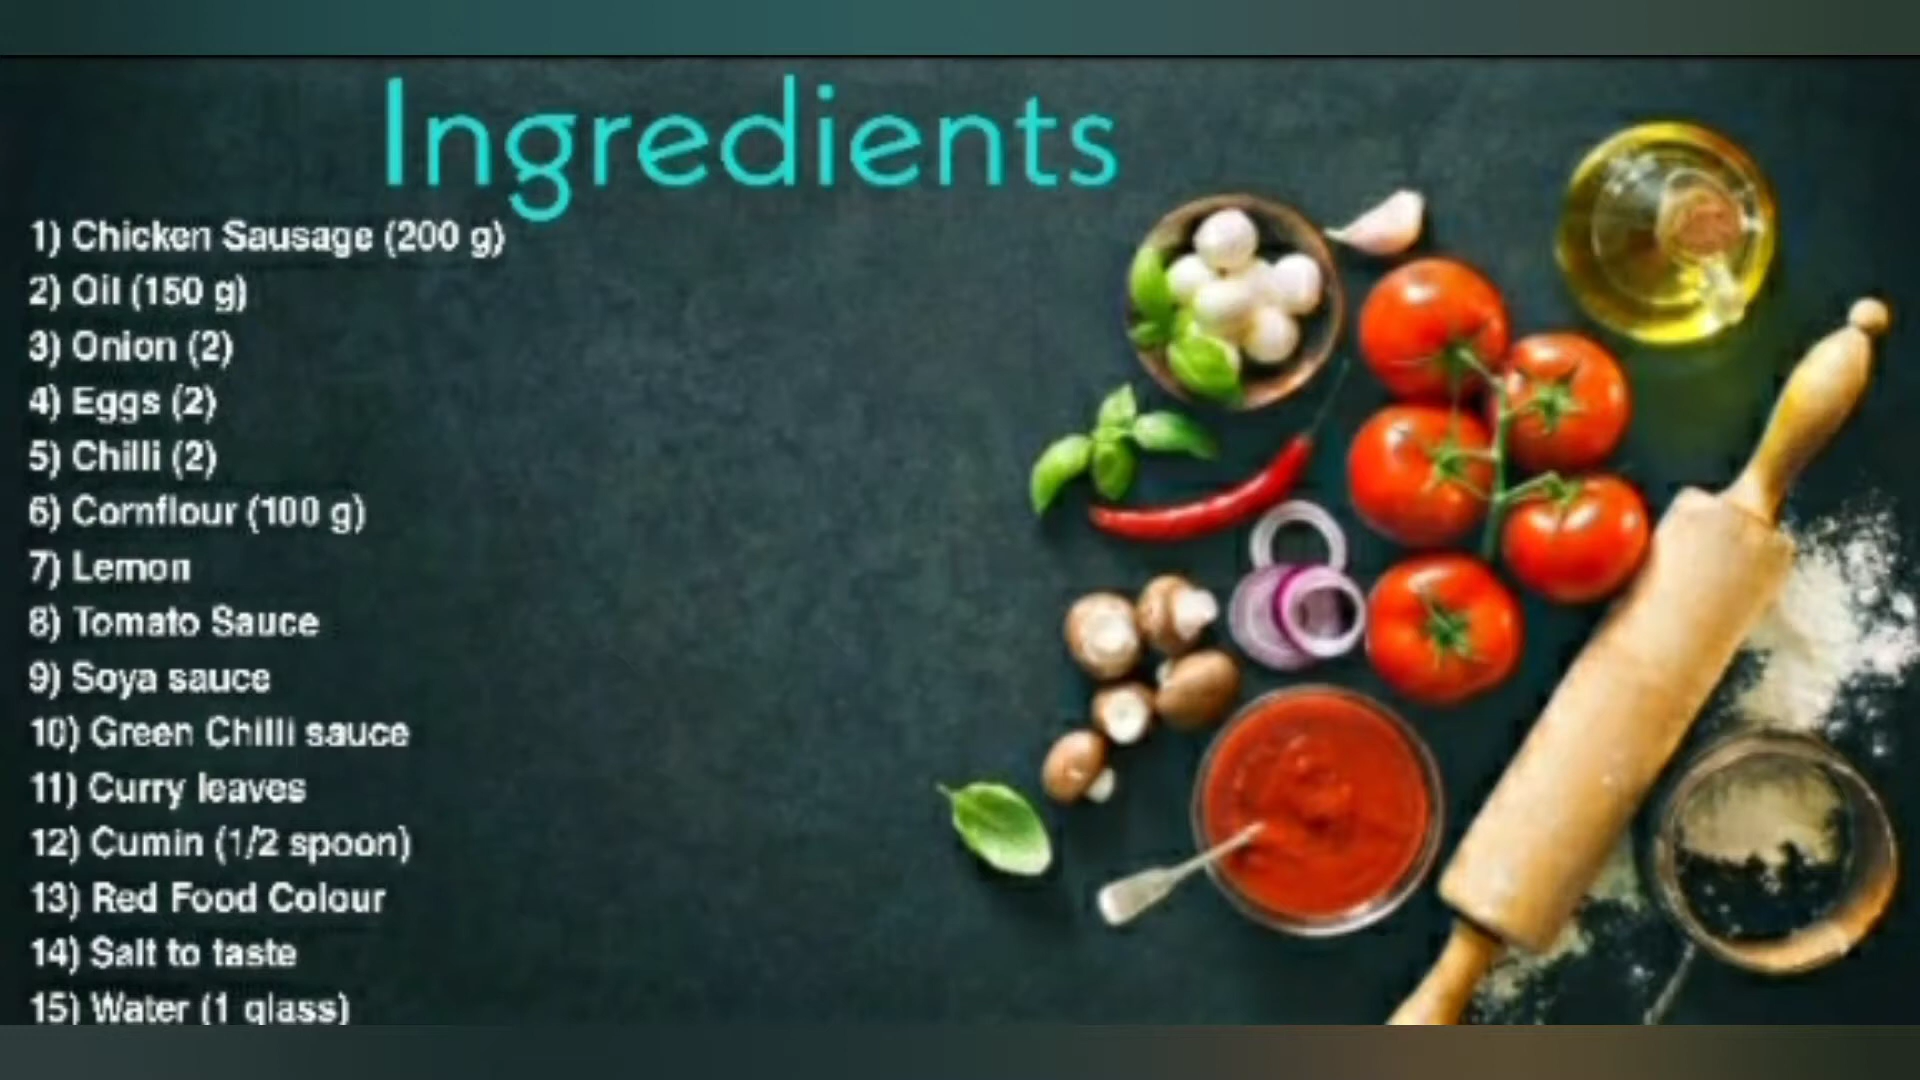 Ingredients
1) Chicken Sausage (200 g)
2) Oil (150 g)
3) Onion (2)
4) Eggs (2)
5) Chilli (2)
6) Cornflour (100 g)
7) Lemon
8) Tomato Sauce
9) Soya sauce
10) Green Chilli sauce
11) Curry leaves
12) Cumin (1/2 spoon)
13) Red Food Colour
14) Salt to taste
15) Water (1 glass)